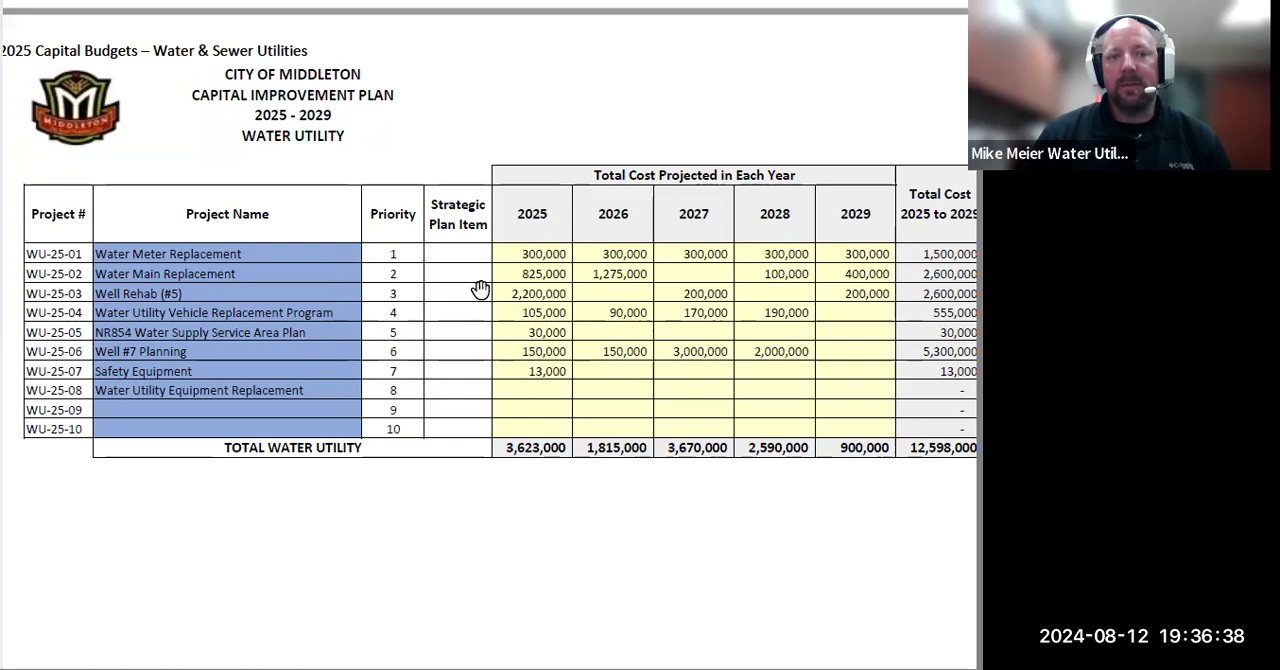 2025 Capital Budgets – Water & Sewer Utilities
CITY OF MIDDLETON
CAPITAL IMPROVEMENT PLAN
2025 - 2029
WATER UTILITY
M
MIDDLETON
Mike Meier Water Util...
Total Cost Projected in Each Year
Project # Project Name Priority Strategic Plan Item 2025 2026 2027 2028 2029 Total Cost 2025 to 2029
WU-25-01 Water Meter Replacement 1 300,000 300,000 300,000 300,000 300,000 1,500,000
WU-25-02 Water Main Replacement 2 825,000 1,275,000 100,000 400,000 2,600,000
WU-25-03 Well Rehab (#5) 3 2,200,000 200,000 200,000 2,600,000
WU-25-04 Water Utility Vehicle Replacement Program 4 105,000 90,000 170,000 190,000 555,000
WU-25-05 NR854 Water Supply Service Area Plan 5 30,000 30,000
WU-25-06 Well #7 Planning 6 150,000 150,000 3,000,000 2,000,000 5,300,000
WU-25-07 Safety Equipment 7 13,000 13,000
WU-25-08 Water Utility Equipment Replacement 8 -
WU-25-09 9 -
WU-25-10 10 -
TOTAL WATER UTILITY 3,623,000 1,815,000 3,670,000 2,590,000 900,000 12,598,000
2024-08-12 19:36:38